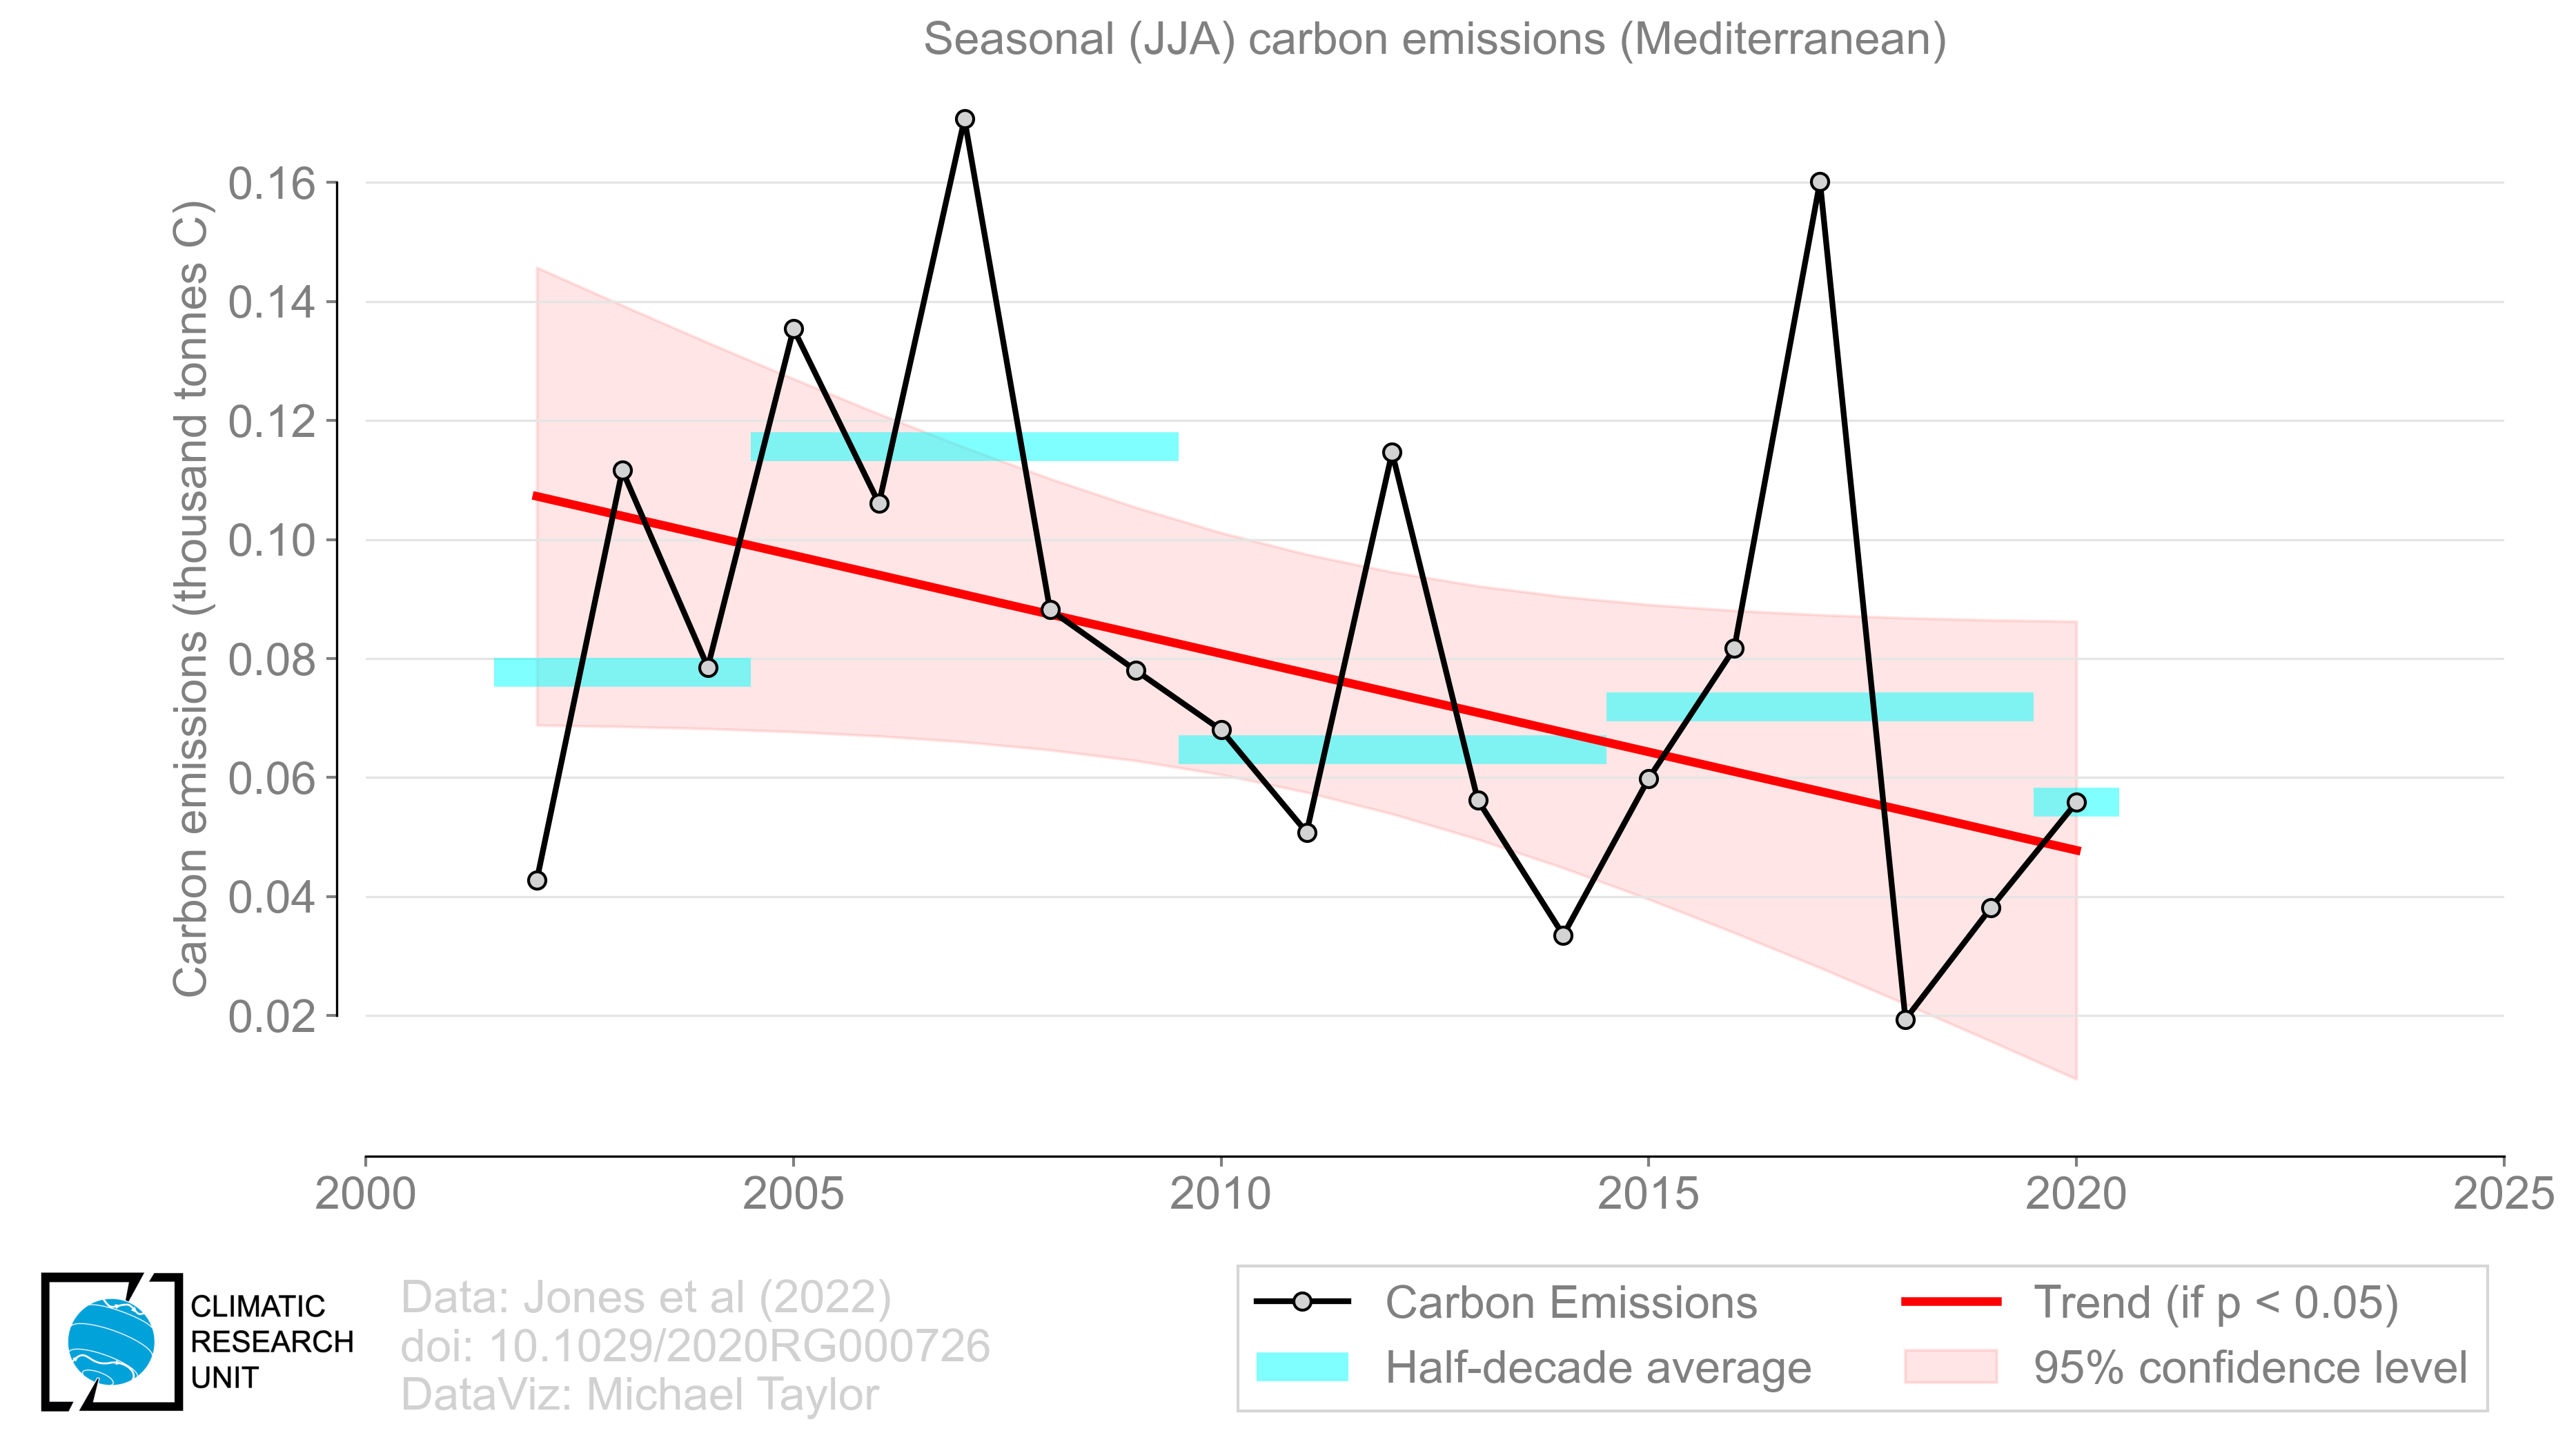 Seasonal (JJA) carbon emissions (Mediterranean)
Carbon emissions (thousand tonnes C)
0.16
0.14
0.12
0.10
0.08
0.06
0.04
0.02
2000 2005 2010 2015 2020 2025
CLIMATIC
RESEARCH
UNIT
Data: Jones et al (2022)
doi: 10.1029/2020RG000726
DataViz: Michael Taylor
Carbon Emissions
Half-decade average
Trend (if p < 0.05)
95% confidence level